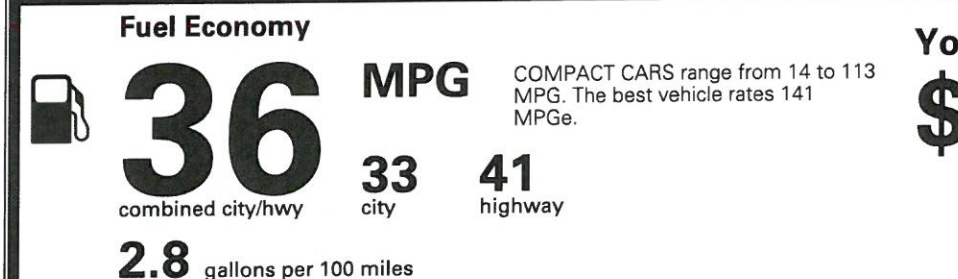 Fuel Economy
36 MPG
COMPACT CARS range from 14 to 113
MPG. The best vehicle rates 141
MPGe.
combined city/hwy
33
city
41
highway
2.8 gallons per 100 miles
Yo
$